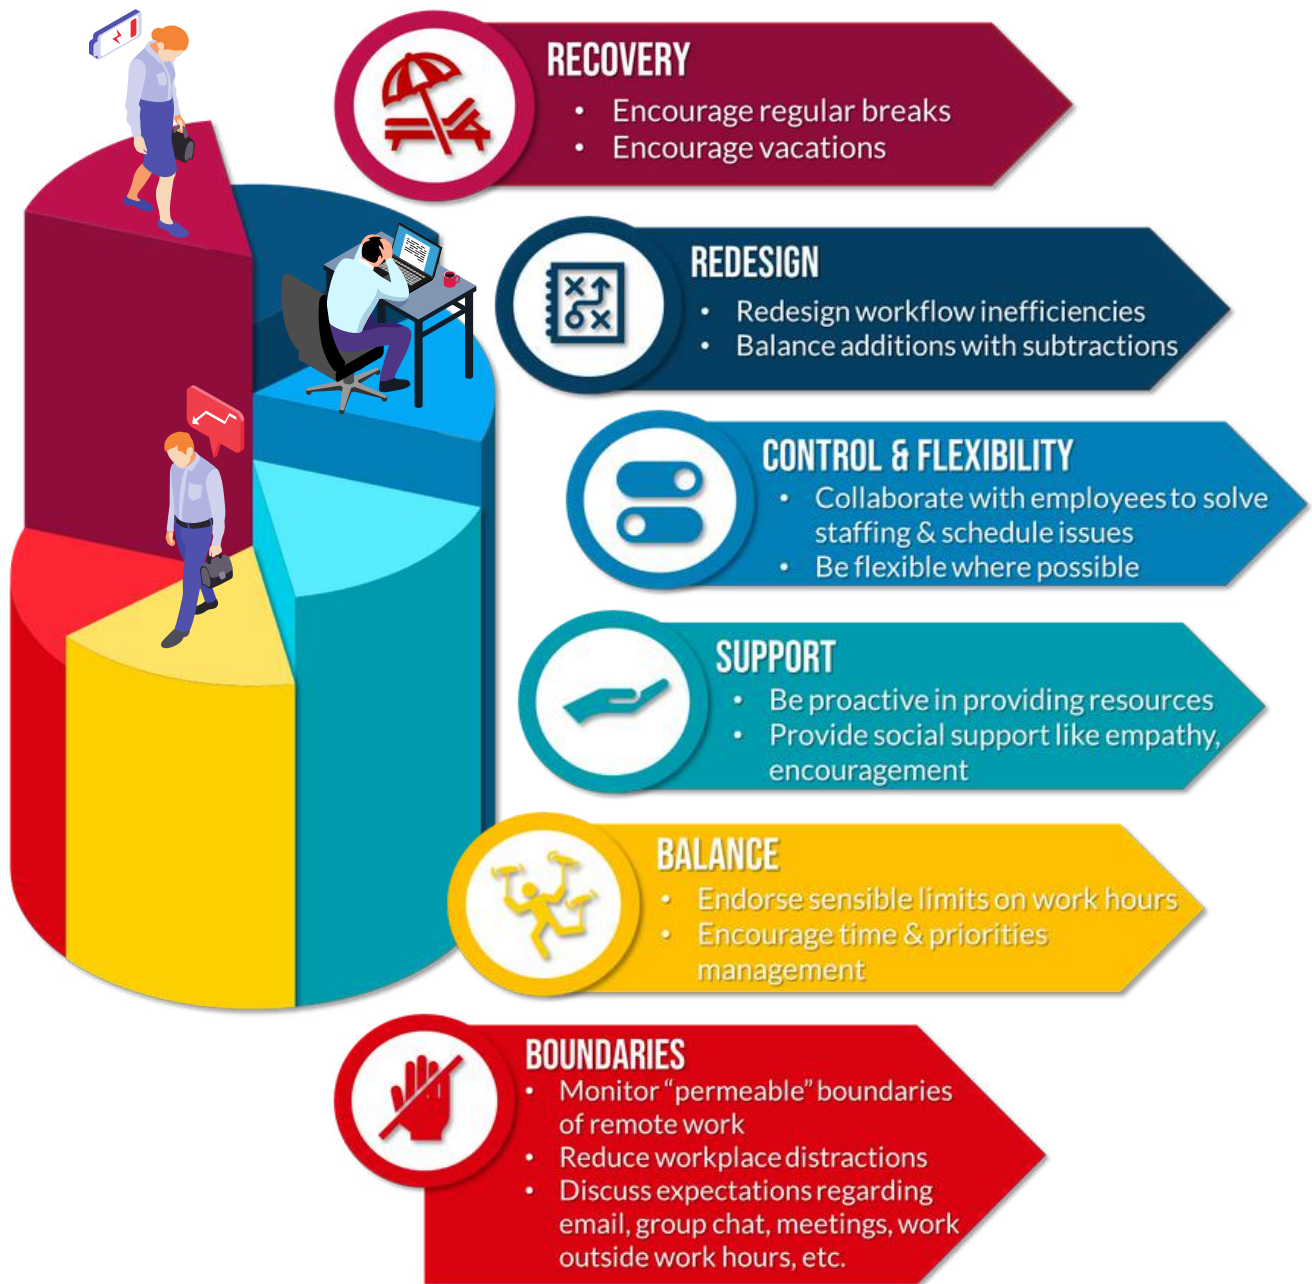 RECOVERY
• Encourage regular breaks
• Encourage vacations
REDESIGN
• Redesign workflow inefficiencies
• Balance additions with subtractions
CONTROL & FLEXIBILITY
• Collaborate with employees to solve
staffing & schedule issues
• Be flexible where possible
SUPPORT
• Be proactive in providing resources
• Provide social support like empathy,
encouragement
BALANCE
• Endorse sensible limits on work hours
• Encourage time & priorities
management
BOUNDARIES
• Monitor “permeable” boundaries
of remote work
• Reduce workplace distractions
• Discuss expectations regarding
email, group chat, meetings, work
outside work hours, etc.